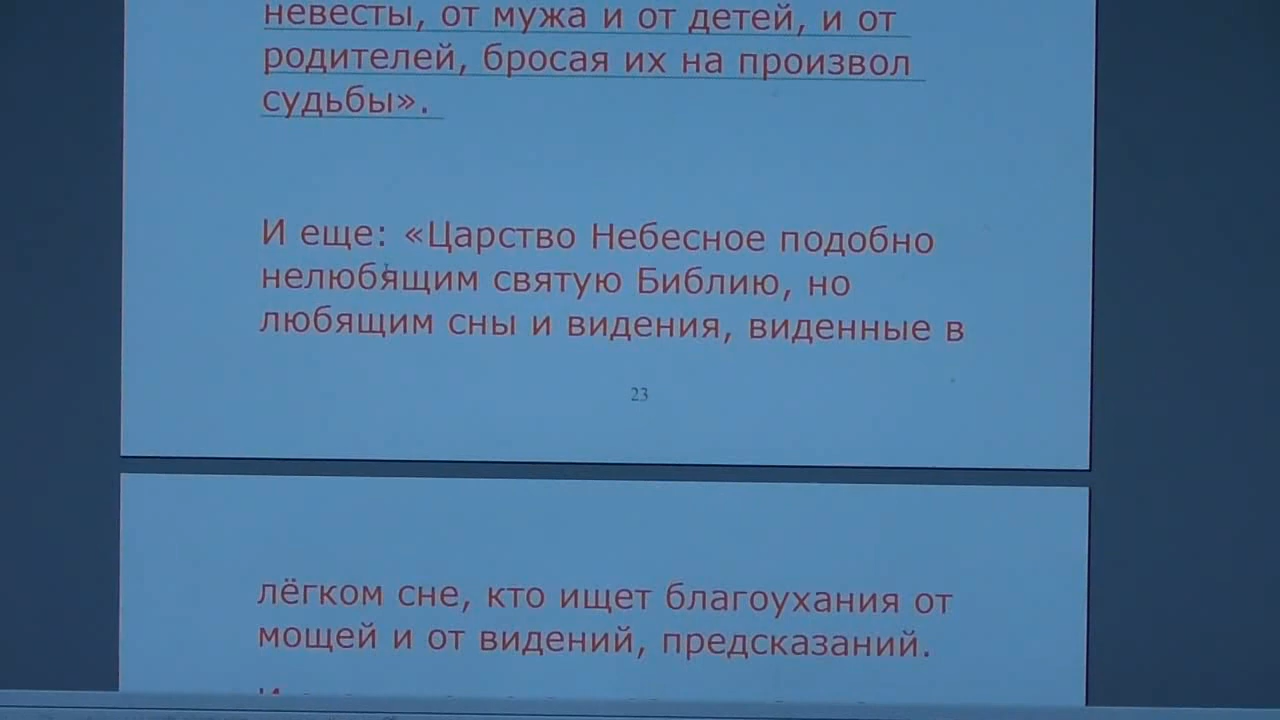 невесты, от мужа и от детей, и от
родителей, бросая их на произвол
судьбы».
И еще: «Царство Небесное подобно
нелюбящим святую Библию, но
любящим сны и видения, виденные в
23
лёгком сне, кто ищет благоухания от
мощей и от видений, предсказаний.